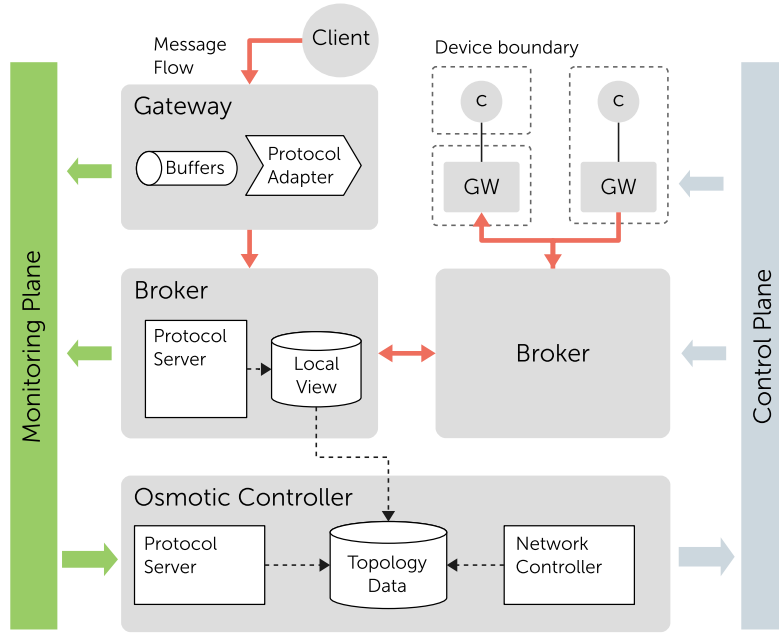 Client
Message
Flow
Device boundary
Gateway
Buffers
Protocol
Adapter
C
C
GW
GW
Monitoring Plane
Control Plane
Broker
Protocol
Server
Local
View
Broker
Osmotic Controller
Protocol
Server
Topology
Data
Network
Controller